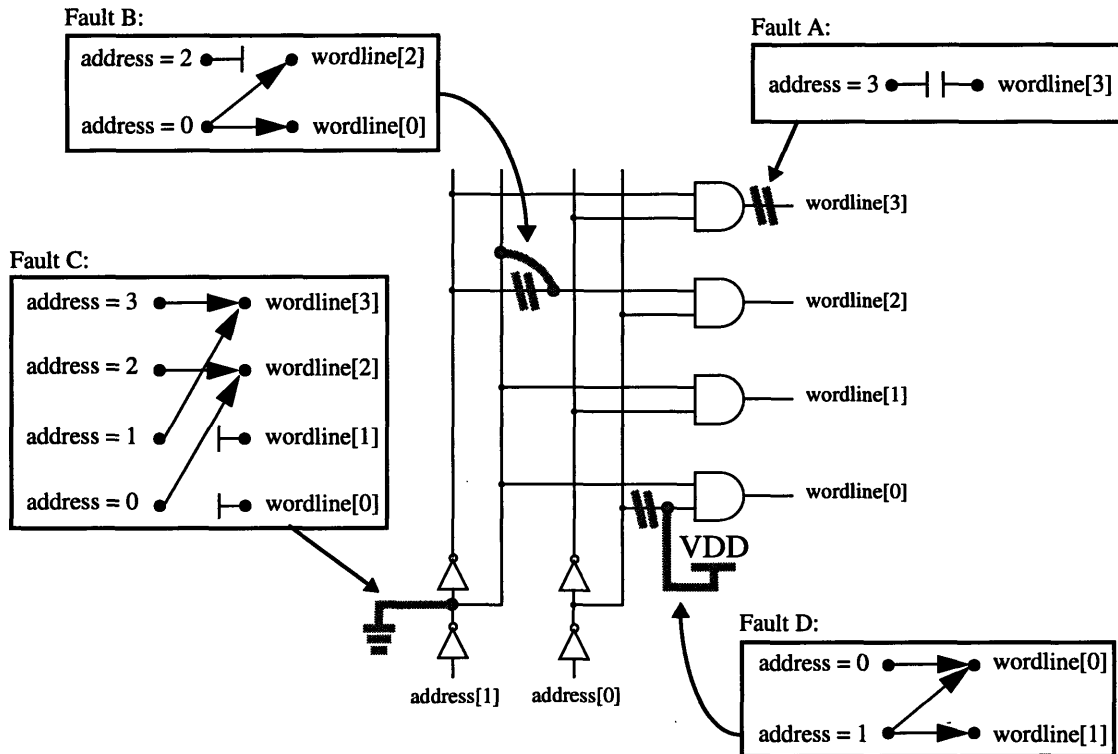 Fault B:
address = 2 wordline[2]
address = 0 wordline[0]
Fault A:
address = 3 wordline[3]
wordline[3]
wordline[2]
wordline[1]
wordline[0]
Fault C:
address = 3 wordline[3]
address = 2 wordline[2]
address = 1 wordline[1]
address = 0 wordline[0]
VDD
address[1] address[0]
Fault D:
address = 0 wordline[0]
address = 1 wordline[1]